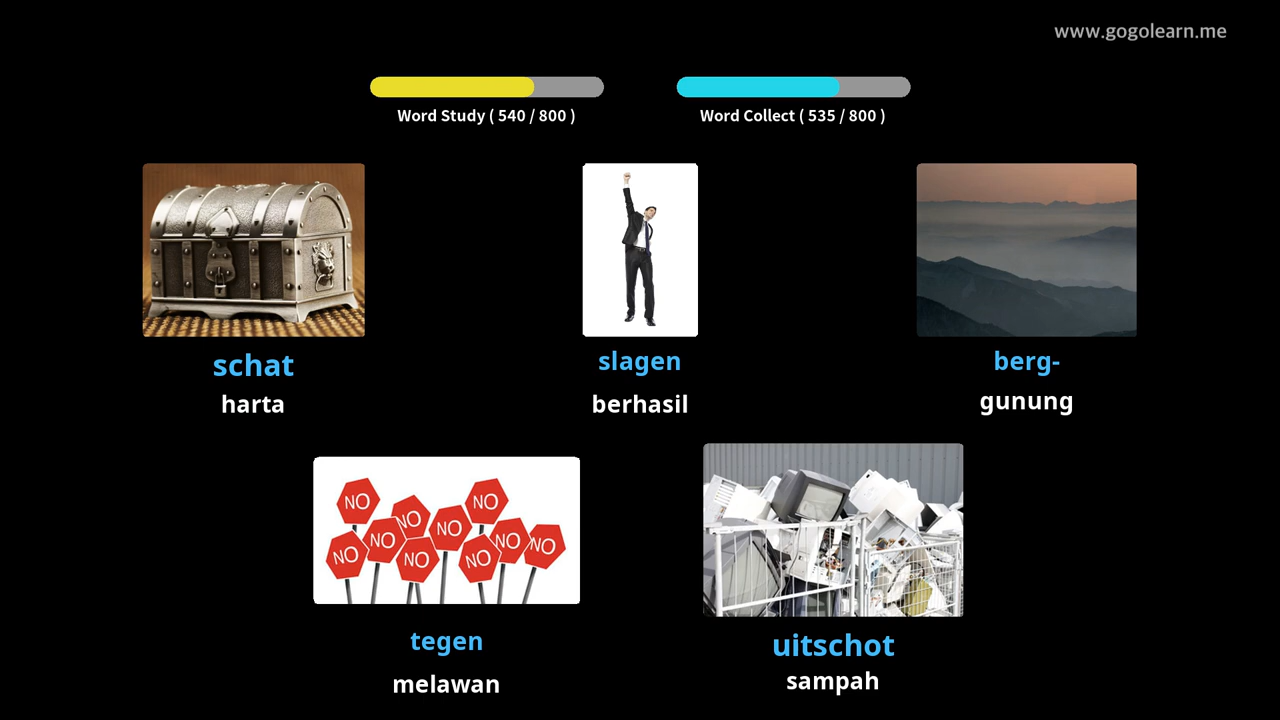 www.gogolearn.me
Word Study ( 540 / 800 )
Word Collect ( 535 / 800 )
schat
harta
slagen
berhasil
berg-
gunung
NO
NO
NO
NO
NO
NO
NO
NO
NO
NO
tegen
melawan
uitschot
sampah